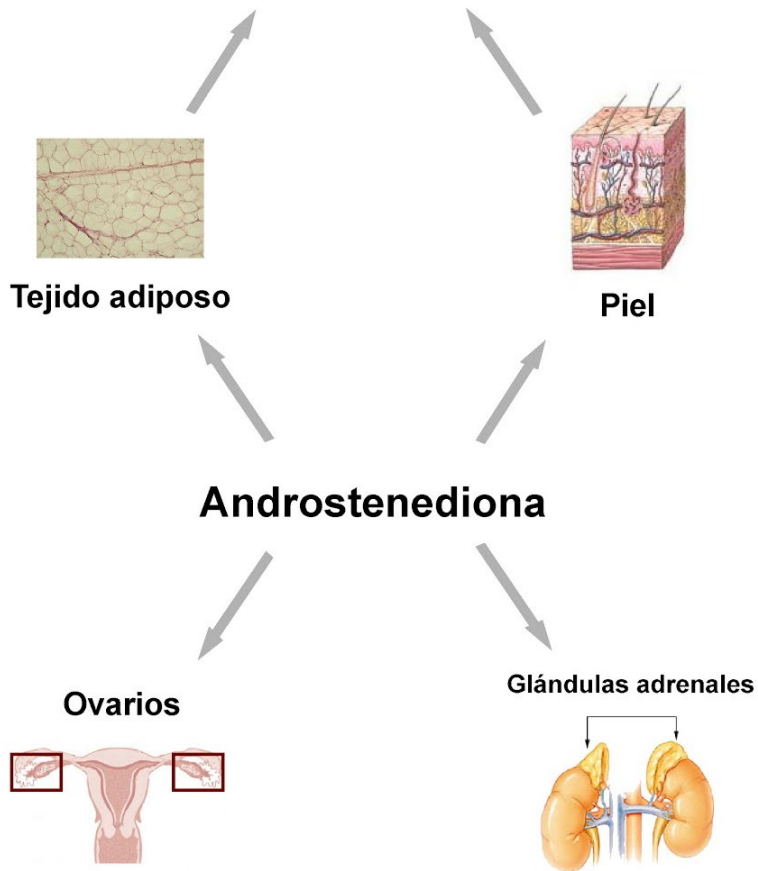 Tejido adiposo
Piel
Androstenediona
Ovarios
Glándulas adrenales